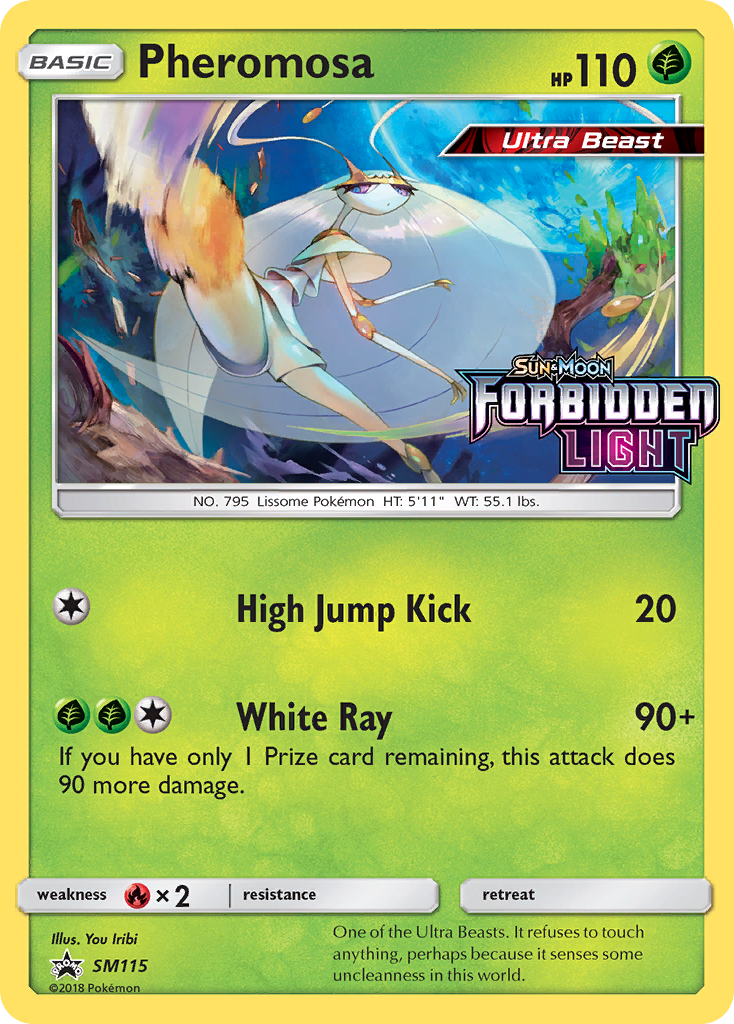 BASIC Pheromosa HP 110
Ultra Beast
SUN & MOON
FORBIDDEN
LIGHT
NO. 795 Lissome Pokémon HT: 5'11" WT: 55.1 lbs.
High Jump Kick 20
White Ray 90+
If you have only 1 Prize card remaining, this attack does
90 more damage.
weakness × 2 resistance retreat
Illus. You Iribi
PROMO SM115
©2018 Pokémon
One of the Ultra Beasts. It refuses to touch
anything, perhaps because it senses some
uncleanness in this world.